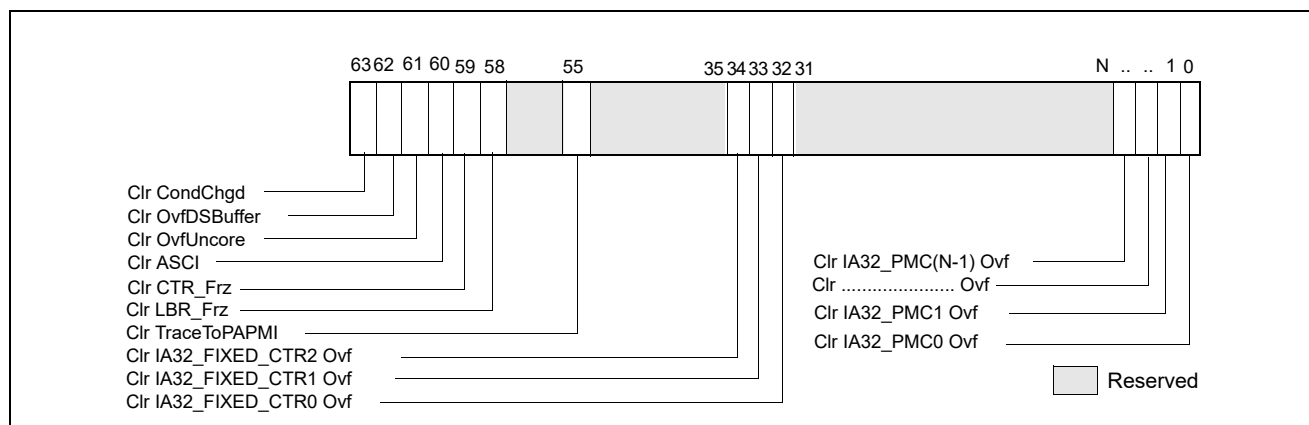 63 62 61 60 59 58 55 35 34 33 32 31 N .. .. 1 0
Clr CondChgd
Clr OvfDSBuffer
Clr OvfUncore
Clr ASCI
Clr CTR_Frz
Clr LBR_Frz
Clr TraceToPAPMI
Clr IA32_FIXED_CTR2 Ovf
Clr IA32_FIXED_CTR1 Ovf
Clr IA32_FIXED_CTR0 Ovf
Clr IA32_PMC(N-1) Ovf
Clr ...................... Ovf
Clr IA32_PMC1 Ovf
Clr IA32_PMC0 Ovf
Reserved